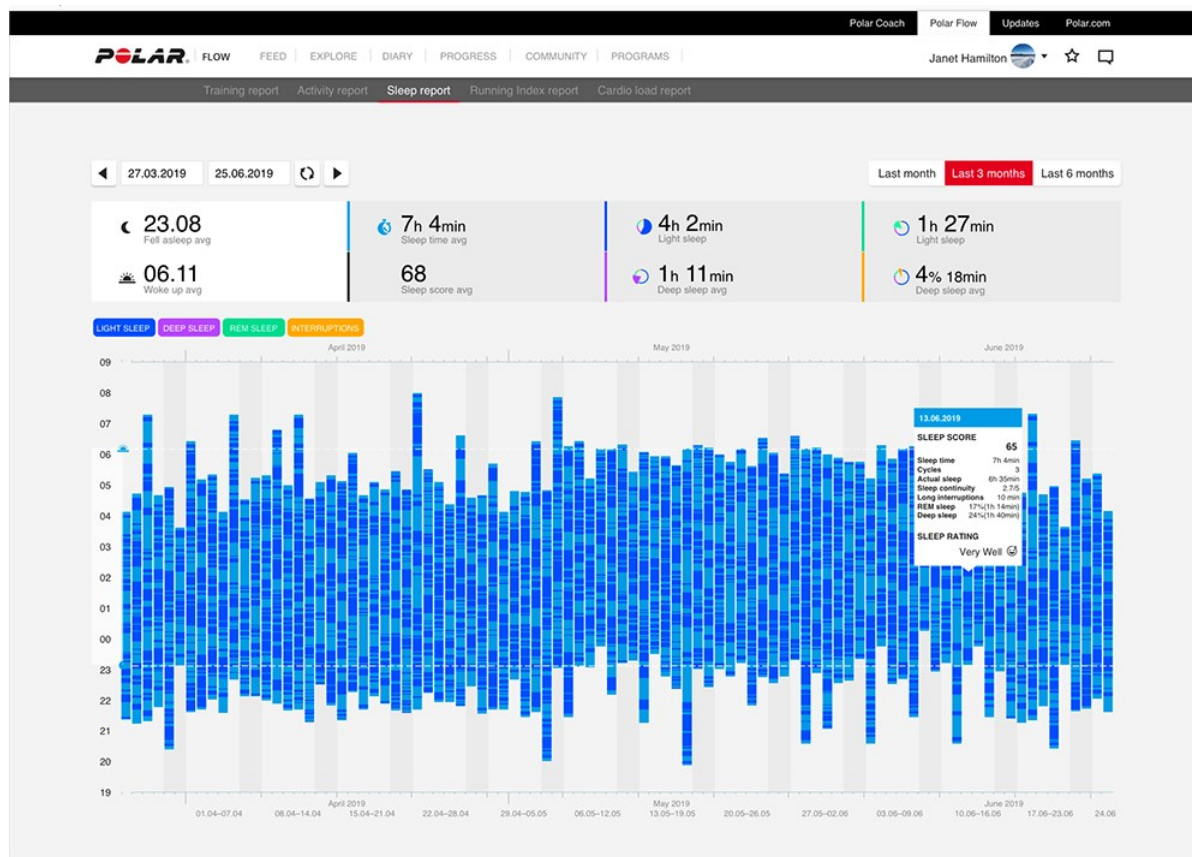 Polar Coach Polar Flow Updates Polar.com
POLAR. FLOW FEED EXPLORE DIARY PROGRESS COMMUNITY PROGRAMS Janet Hamilton
Training report Activity report Sleep report Running Index report Cardio load report
27.03.2019 25.06.2019 Last month Last 3 months Last 6 months
23.08 7h 4min 4h 2min 1h 27min
Fell asleep avg Sleep time avg Light sleep Light sleep
06.11 68 1h 11min 4% 18min
Woke up avg Sleep score avg Deep sleep avg Deep sleep avg
LIGHT SLEEP DEEP SLEEP REM SLEEP INTERRUPTIONS
April 2019 May 2019 June 2019
09
08
07
06
05
04
03
02
01
00
23
22
21
20
19
13.06.2019
SLEEP SCORE
65
Sleep time 7h 4min
Cycles 3
Actual sleep 6h 35min
Sleep continuity 2.7/5
Long interruptions 10 min
REM sleep 17%(1h 14min)
Deep sleep 24%(1h 40min)
SLEEP RATING
Very Well
April 2019 May 2019 June 2019
01.04–07.04 08.04–14.04 15.04–21.04 22.04–28.04 29.04–05.05 06.05–12.05 13.05–19.05 20.05–26.05 27.05–02.06 03.06–09.06 10.06–16.06 17.06–23.06 24.06